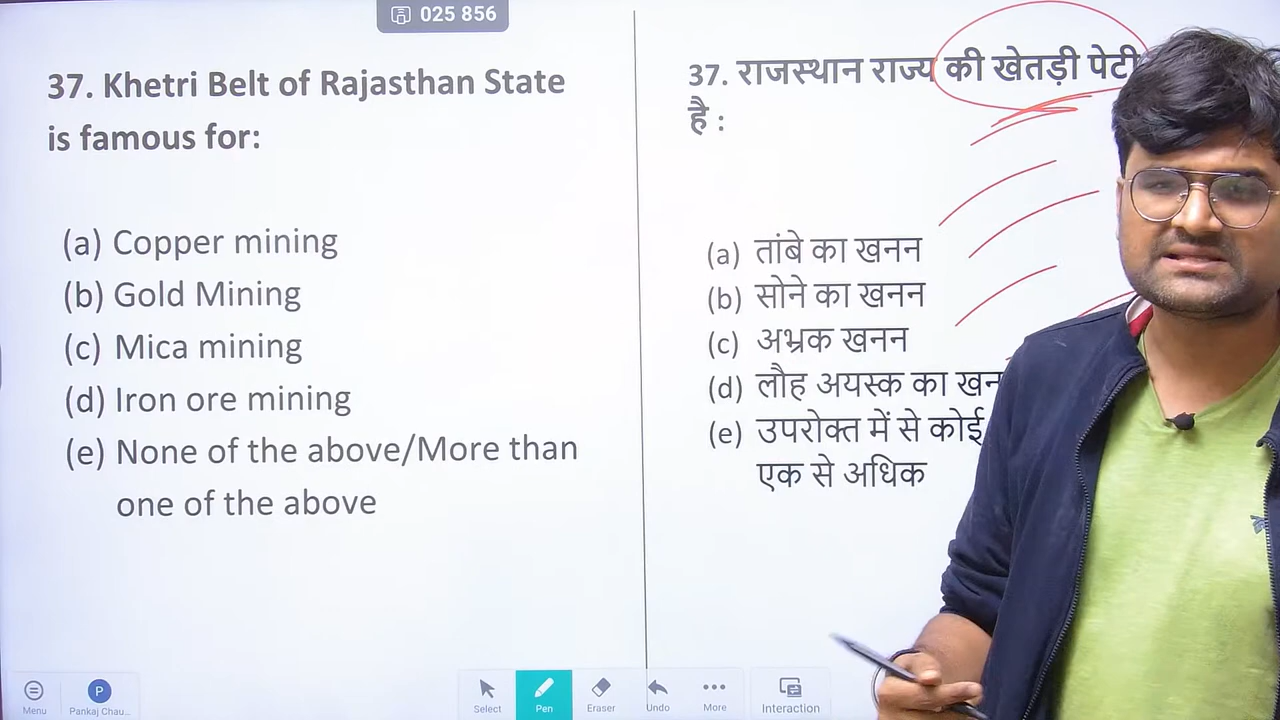 025 856
37. Khetri Belt of Rajasthan State
is famous for:
(a) Copper mining
(b) Gold Mining
(c) Mica mining
(d) Iron ore mining
(e) None of the above/More than
one of the above
37. राजस्थान राज्य की खेतड़ी पेटी
है :
(a) तांबे का खनन
(b) सोने का खनन
(c) अभ्रक खनन
(d) लौह अयस्क का खन
(e) उपरोक्त में से कोई
एक से अधिक
Menu
P
Pankaj Chau...
Select
Pen
Eraser
Undo
More
Interaction